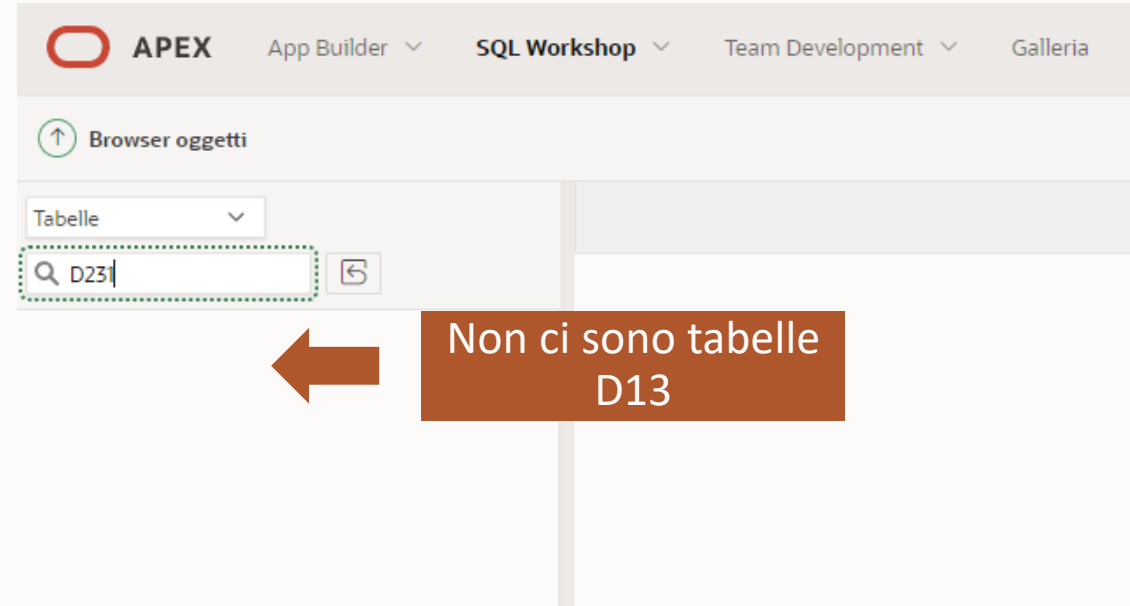 APEX App Builder SQL Workshop Team Development Galleria
Browser oggetti
Tabelle
D231
Non ci sono tabelle
D13